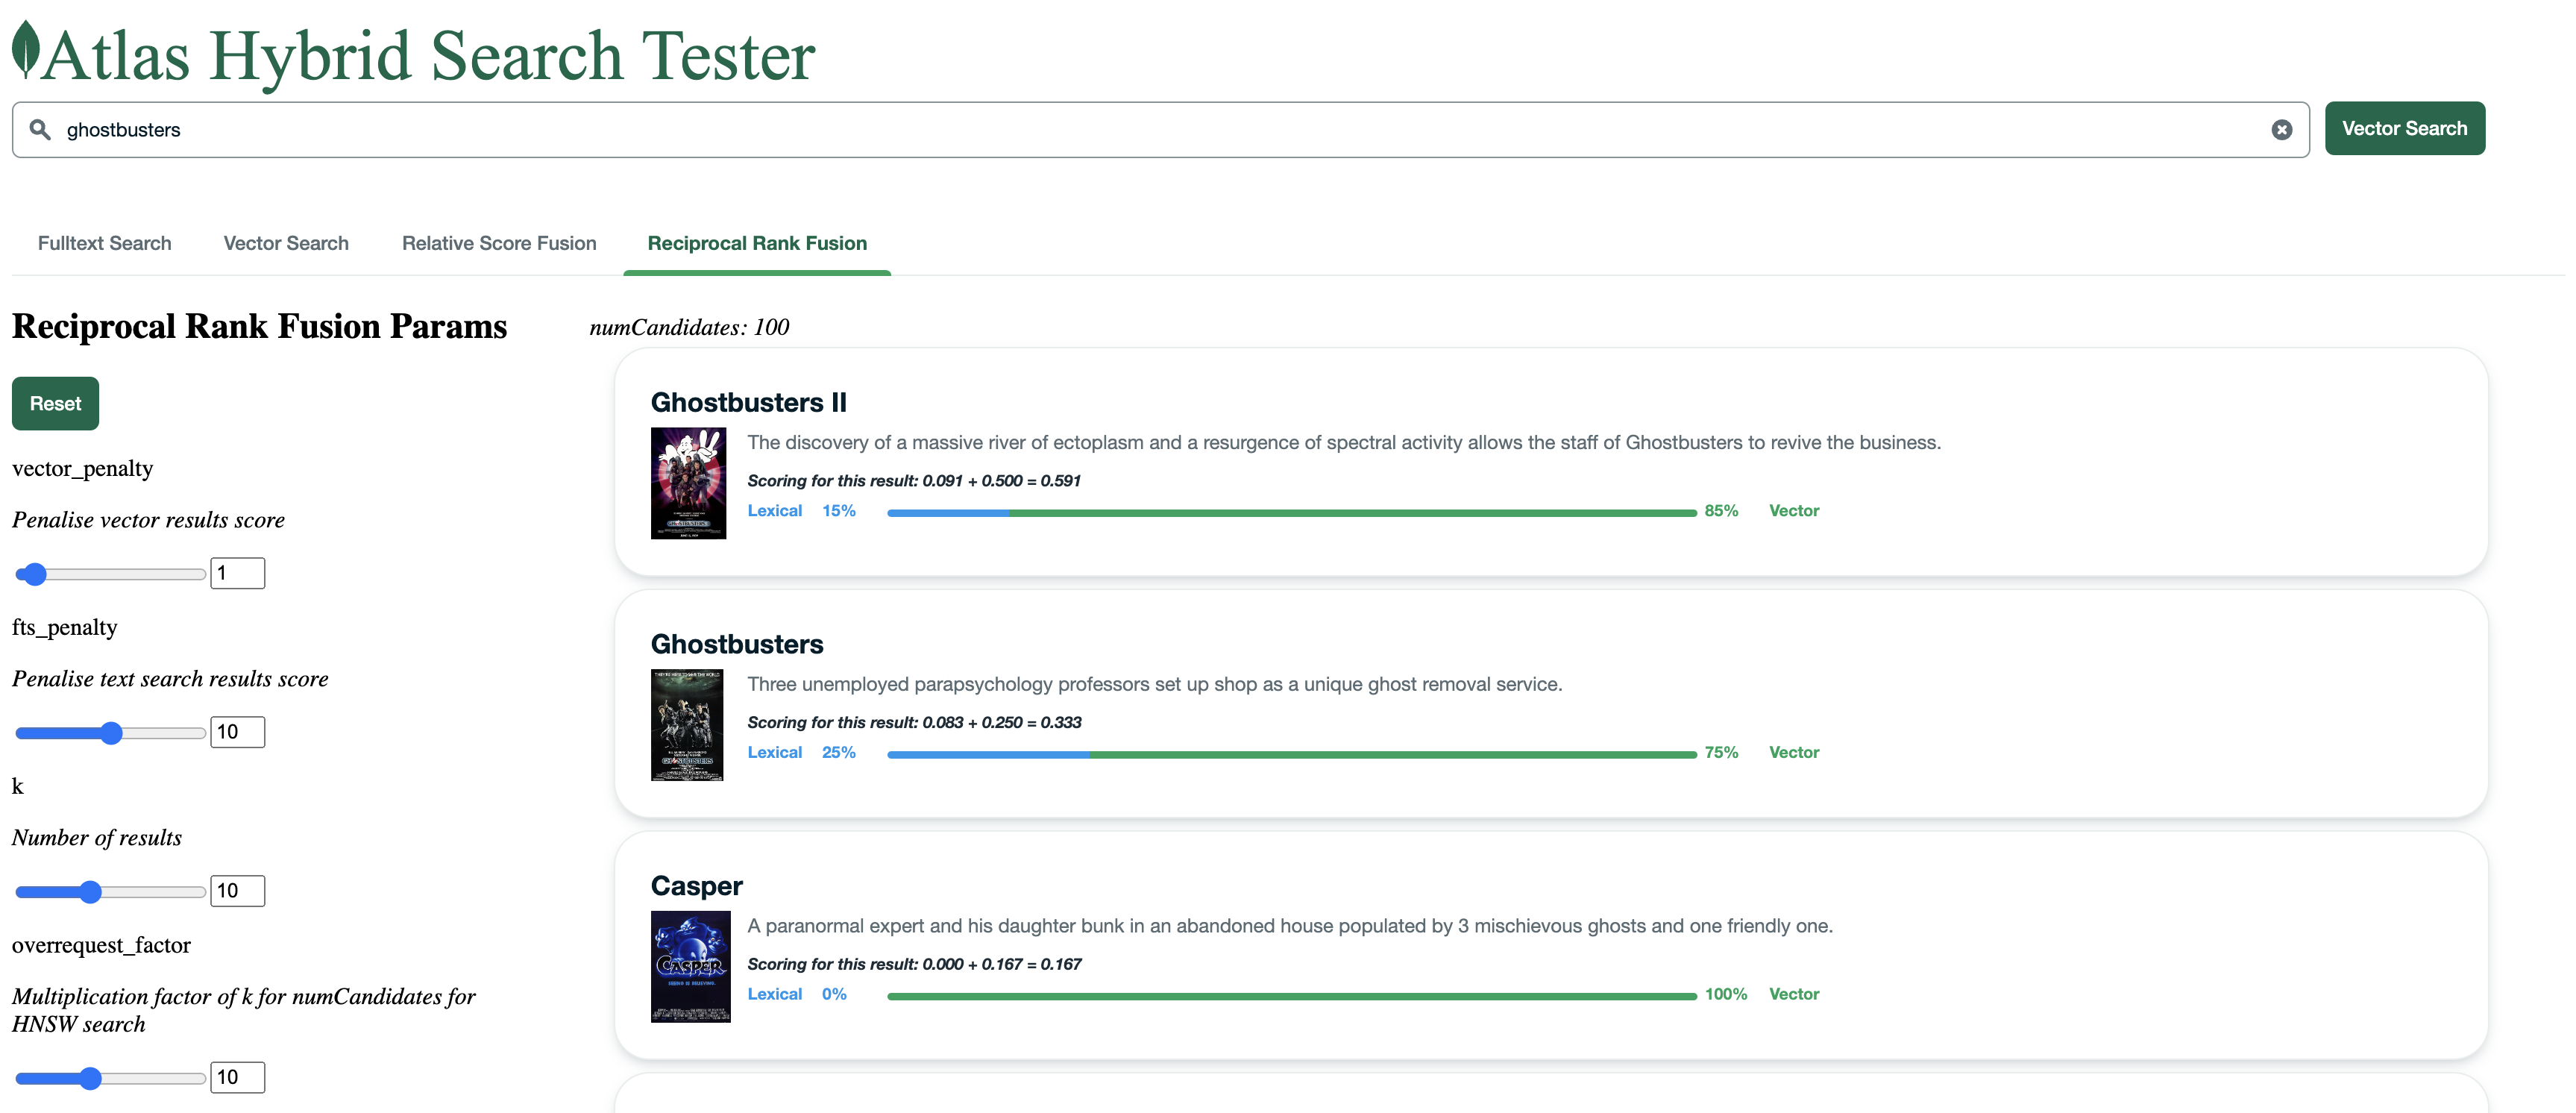 Atlas Hybrid Search Tester
ghostbusters
Vector Search
Fulltext Search
Vector Search
Relative Score Fusion
Reciprocal Rank Fusion
Reciprocal Rank Fusion Params
Reset
vector_penalty
Penalise vector results score
1
fts_penalty
Penalise text search results score
10
k
Number of results
10
overrequest_factor
Multiplication factor of k for numCandidates for
HNSW search
10
numCandidates: 100
Ghostbusters II
The discovery of a massive river of ectoplasm and a resurgence of spectral activity allows the staff of Ghostbusters to revive the business.
Scoring for this result: 0.091 + 0.500 = 0.591
Lexical 15% 85% Vector
Ghostbusters
Three unemployed parapsychology professors set up shop as a unique ghost removal service.
Scoring for this result: 0.083 + 0.250 = 0.333
Lexical 25% 75% Vector
GHOSTBUSTERS
Casper
A paranormal expert and his daughter bunk in an abandoned house populated by 3 mischievous ghosts and one friendly one.
Scoring for this result: 0.000 + 0.167 = 0.167
Lexical 0% 100% Vector
CASPER